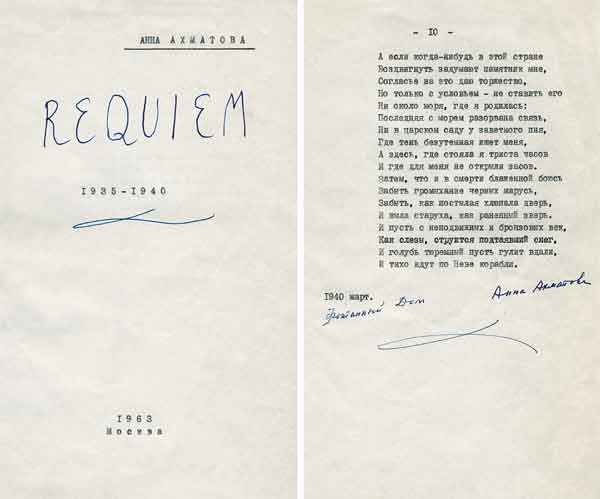 АННА АХМАТОВА
REQUIEM
1935-1940
1963
Москва
- 10 -
А если когда-нибудь в этой стране
Воздвигнуть задумают памятник мне,
Согласье на это даю торжество,
Но только с условьем - не ставить его
Ни около моря, где я родилась:
Последняя с морем разорвана связь,
Ни в царском саду у заветного пня,
Где тень безутешная ищет меня,
А здесь, где стояла я триста часов
И где для меня не открыли засов.
Затем, что и в смерти блаженной боюсь
Забыть громыхание черных марусь,
Забыть, как постылая хлюпала дверь,
И выла старуха, как раненный зверь.
И пусть с неподвижных и бронзовых век,
Как слезы, струится подтаявший снег,
И голубь тюремный пусть гулит вдали,
И тихо идут по Неве корабли.
1940 март.
Фонтанный Дом
Анна Ахматова